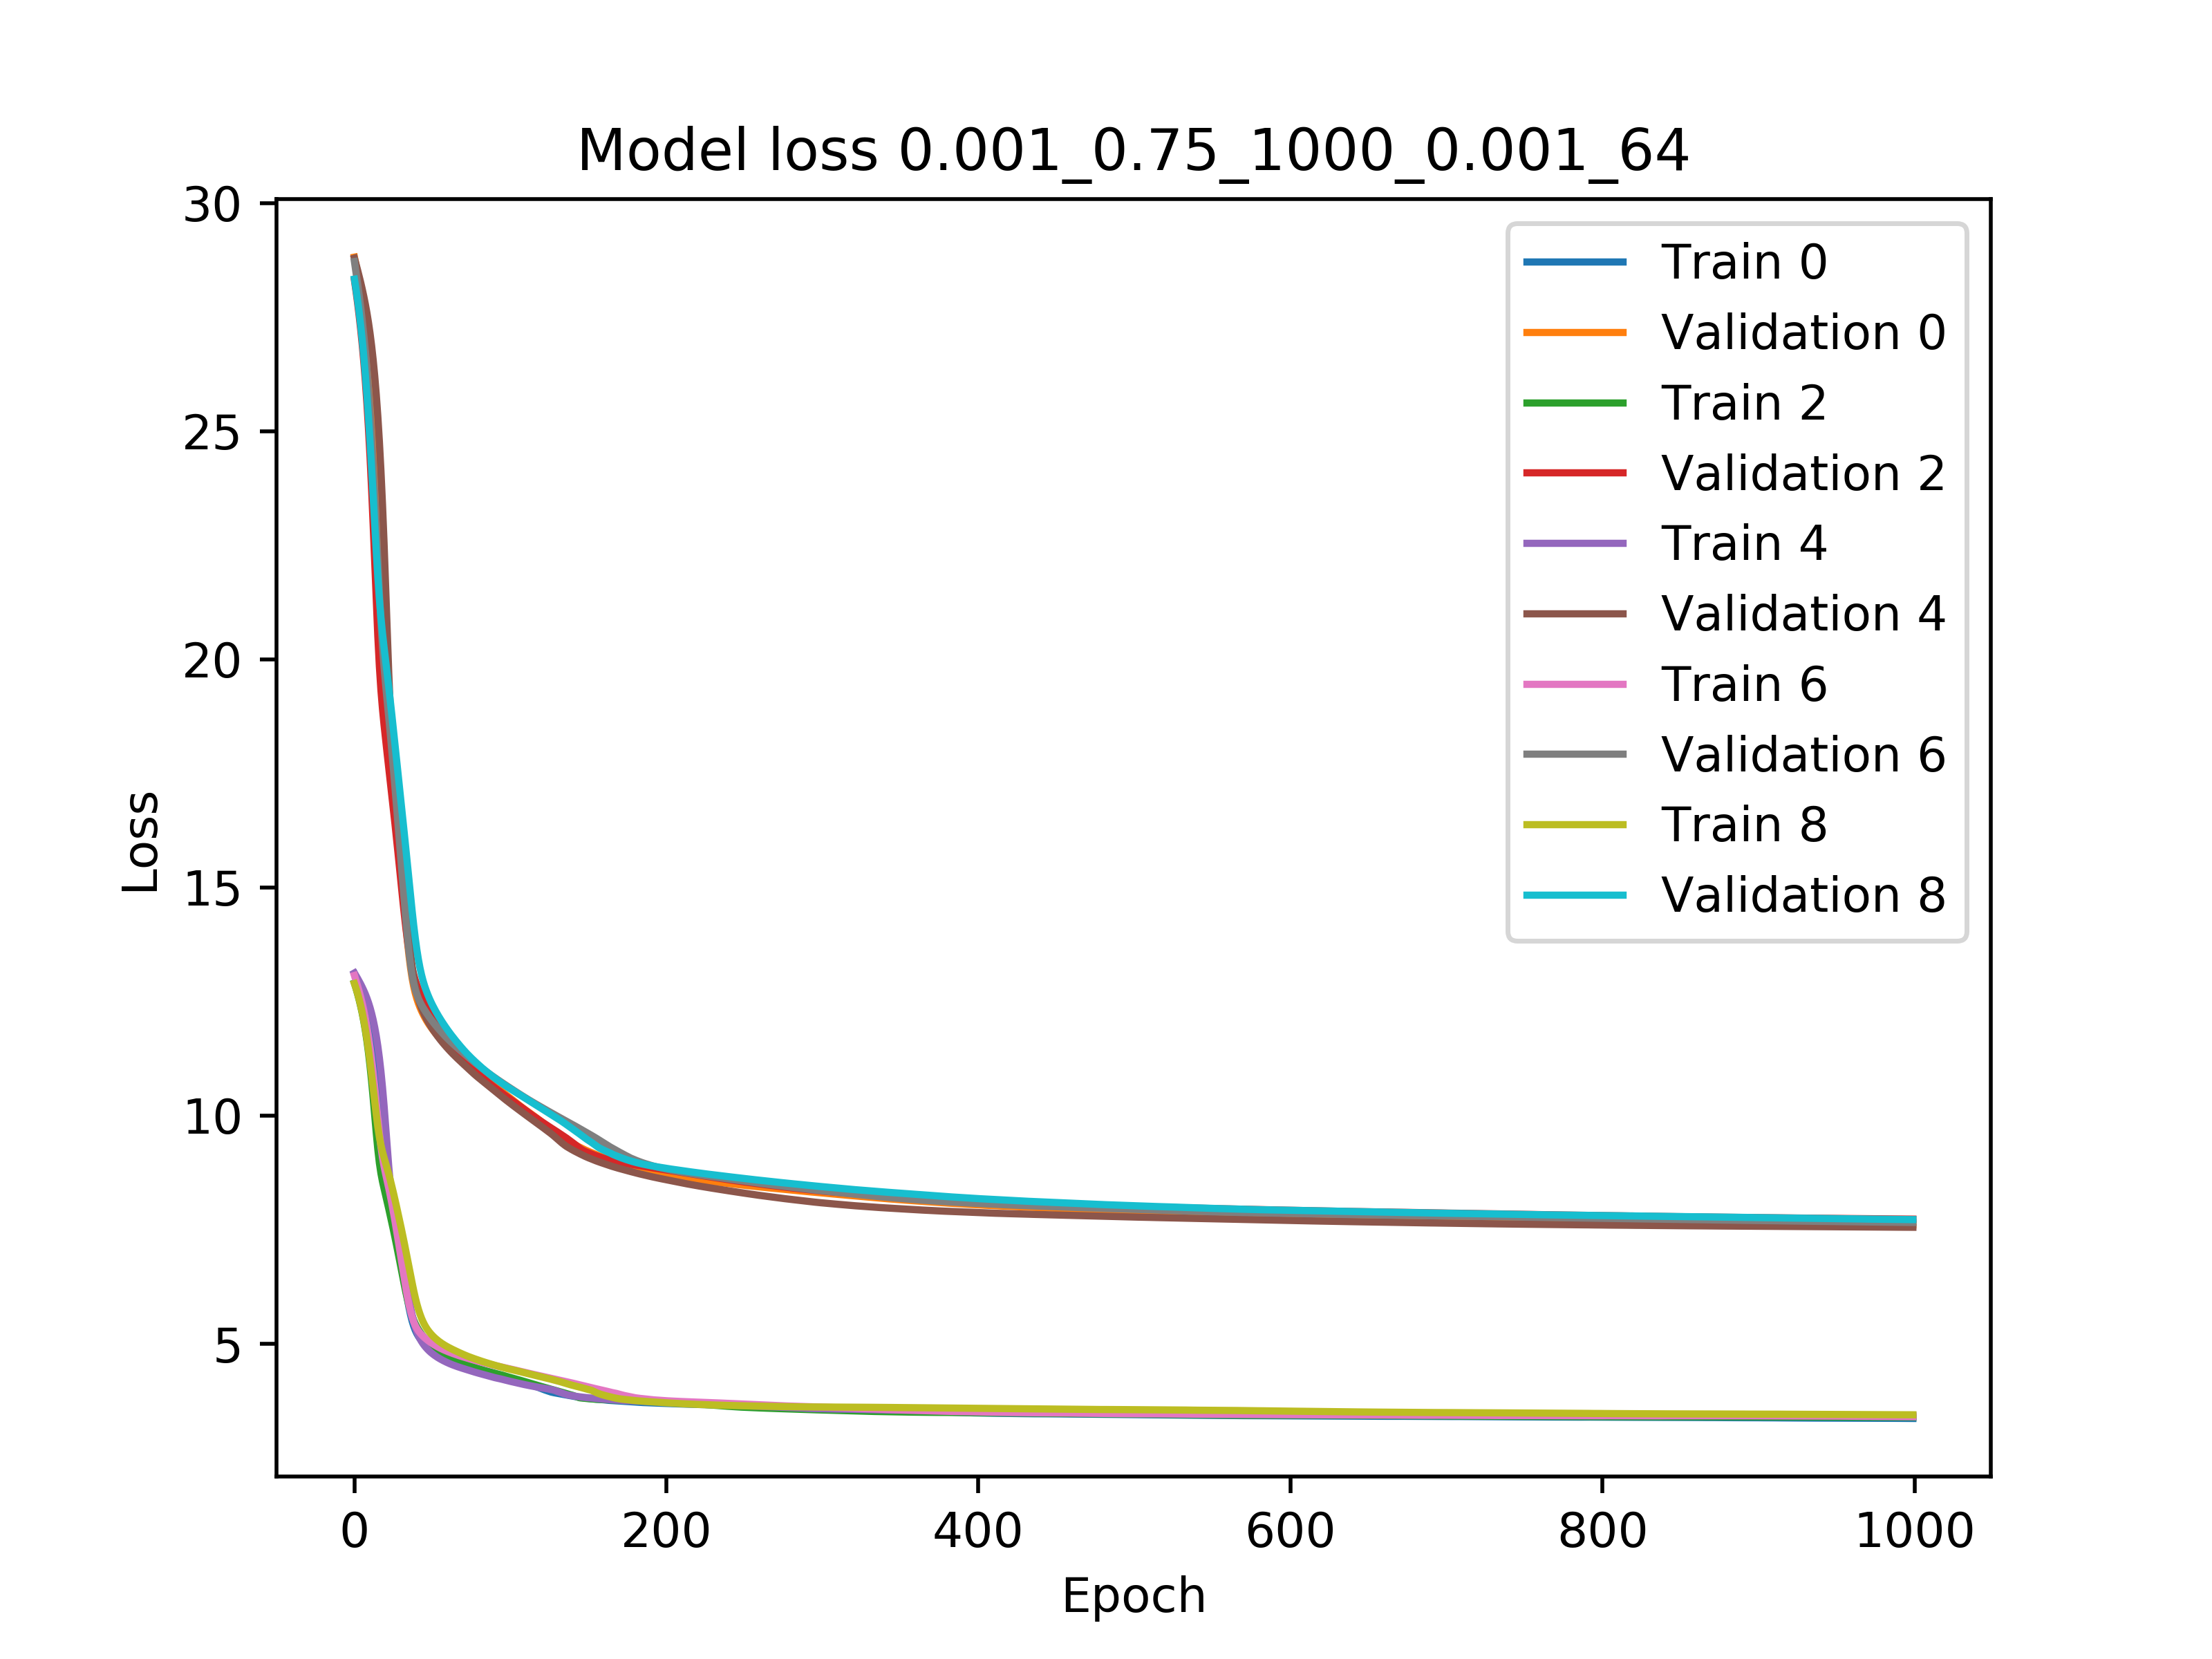 Model loss 0.001_0.75_1000_0.001_64
30
25
20
15
10
5
Loss
Train 0
Validation 0
Train 2
Validation 2
Train 4
Validation 4
Train 6
Validation 6
Train 8
Validation 8
0 200 400 600 800 1000
Epoch